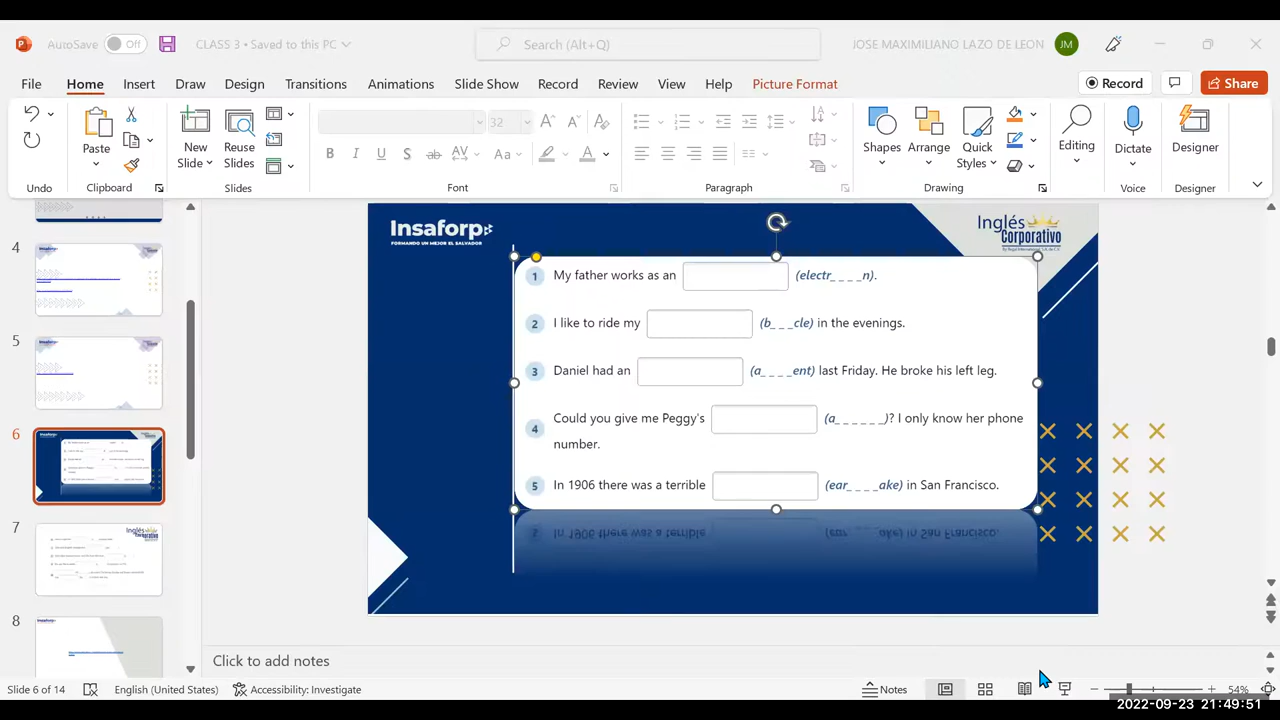 AutoSave Off CLASS 3 • Saved to this PC Search (Alt+Q) JOSE MAXIMILIANO LAZO DE LEON JM
File Home Insert Draw Design Transitions Animations Slide Show Record Review View Help Picture Format Record Share
Paste New Slide Reuse Slides Shapes Arrange Quick Styles Editing Dictate Designer
Undo Clipboard Slides Font Paragraph Drawing Voice Designer
Insaforp
FORMANDO UN MEJOR EL SALVADOR
Inglés
Corporativo
1 My father works as an (electr_ _ _ _n).
2 I like to ride my (b_ _ _cle) in the evenings.
3 Daniel had an (a_ _ _ _ent) last Friday. He broke his left leg.
4 Could you give me Peggy's (a_ _ _ _ _ _)? I only know her phone
number.
5 In 1906 there was a terrible (ear_ _ _ _ake) in San Francisco.
4
5
6
7
8
Click to add notes
Slide 6 of 14 English (United States) Accessibility: Investigate Notes 54%
2022-09-23 21:49:51